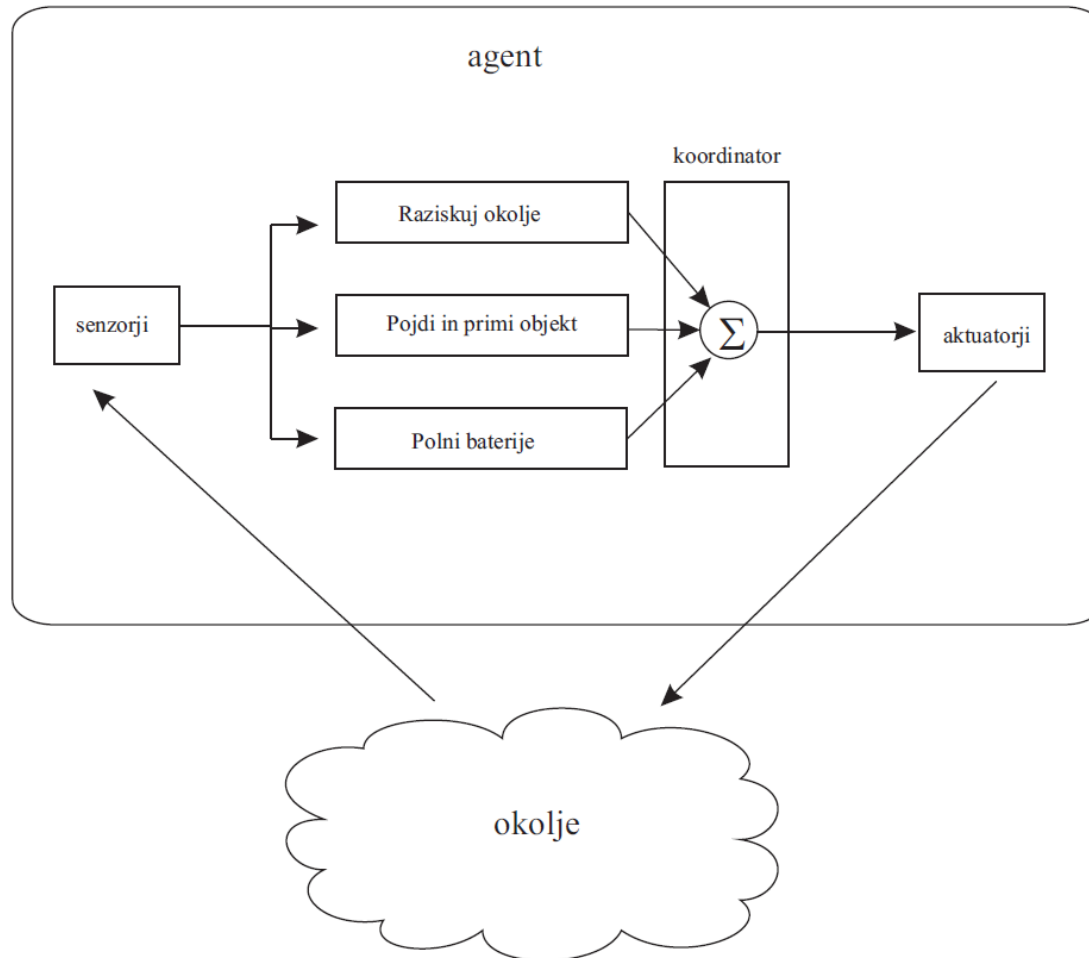 agent
koordinator
Raziskuj okolje
senzorji
Pojdi in primi objekt
Σ
aktuatorji
Polni baterije
okolje